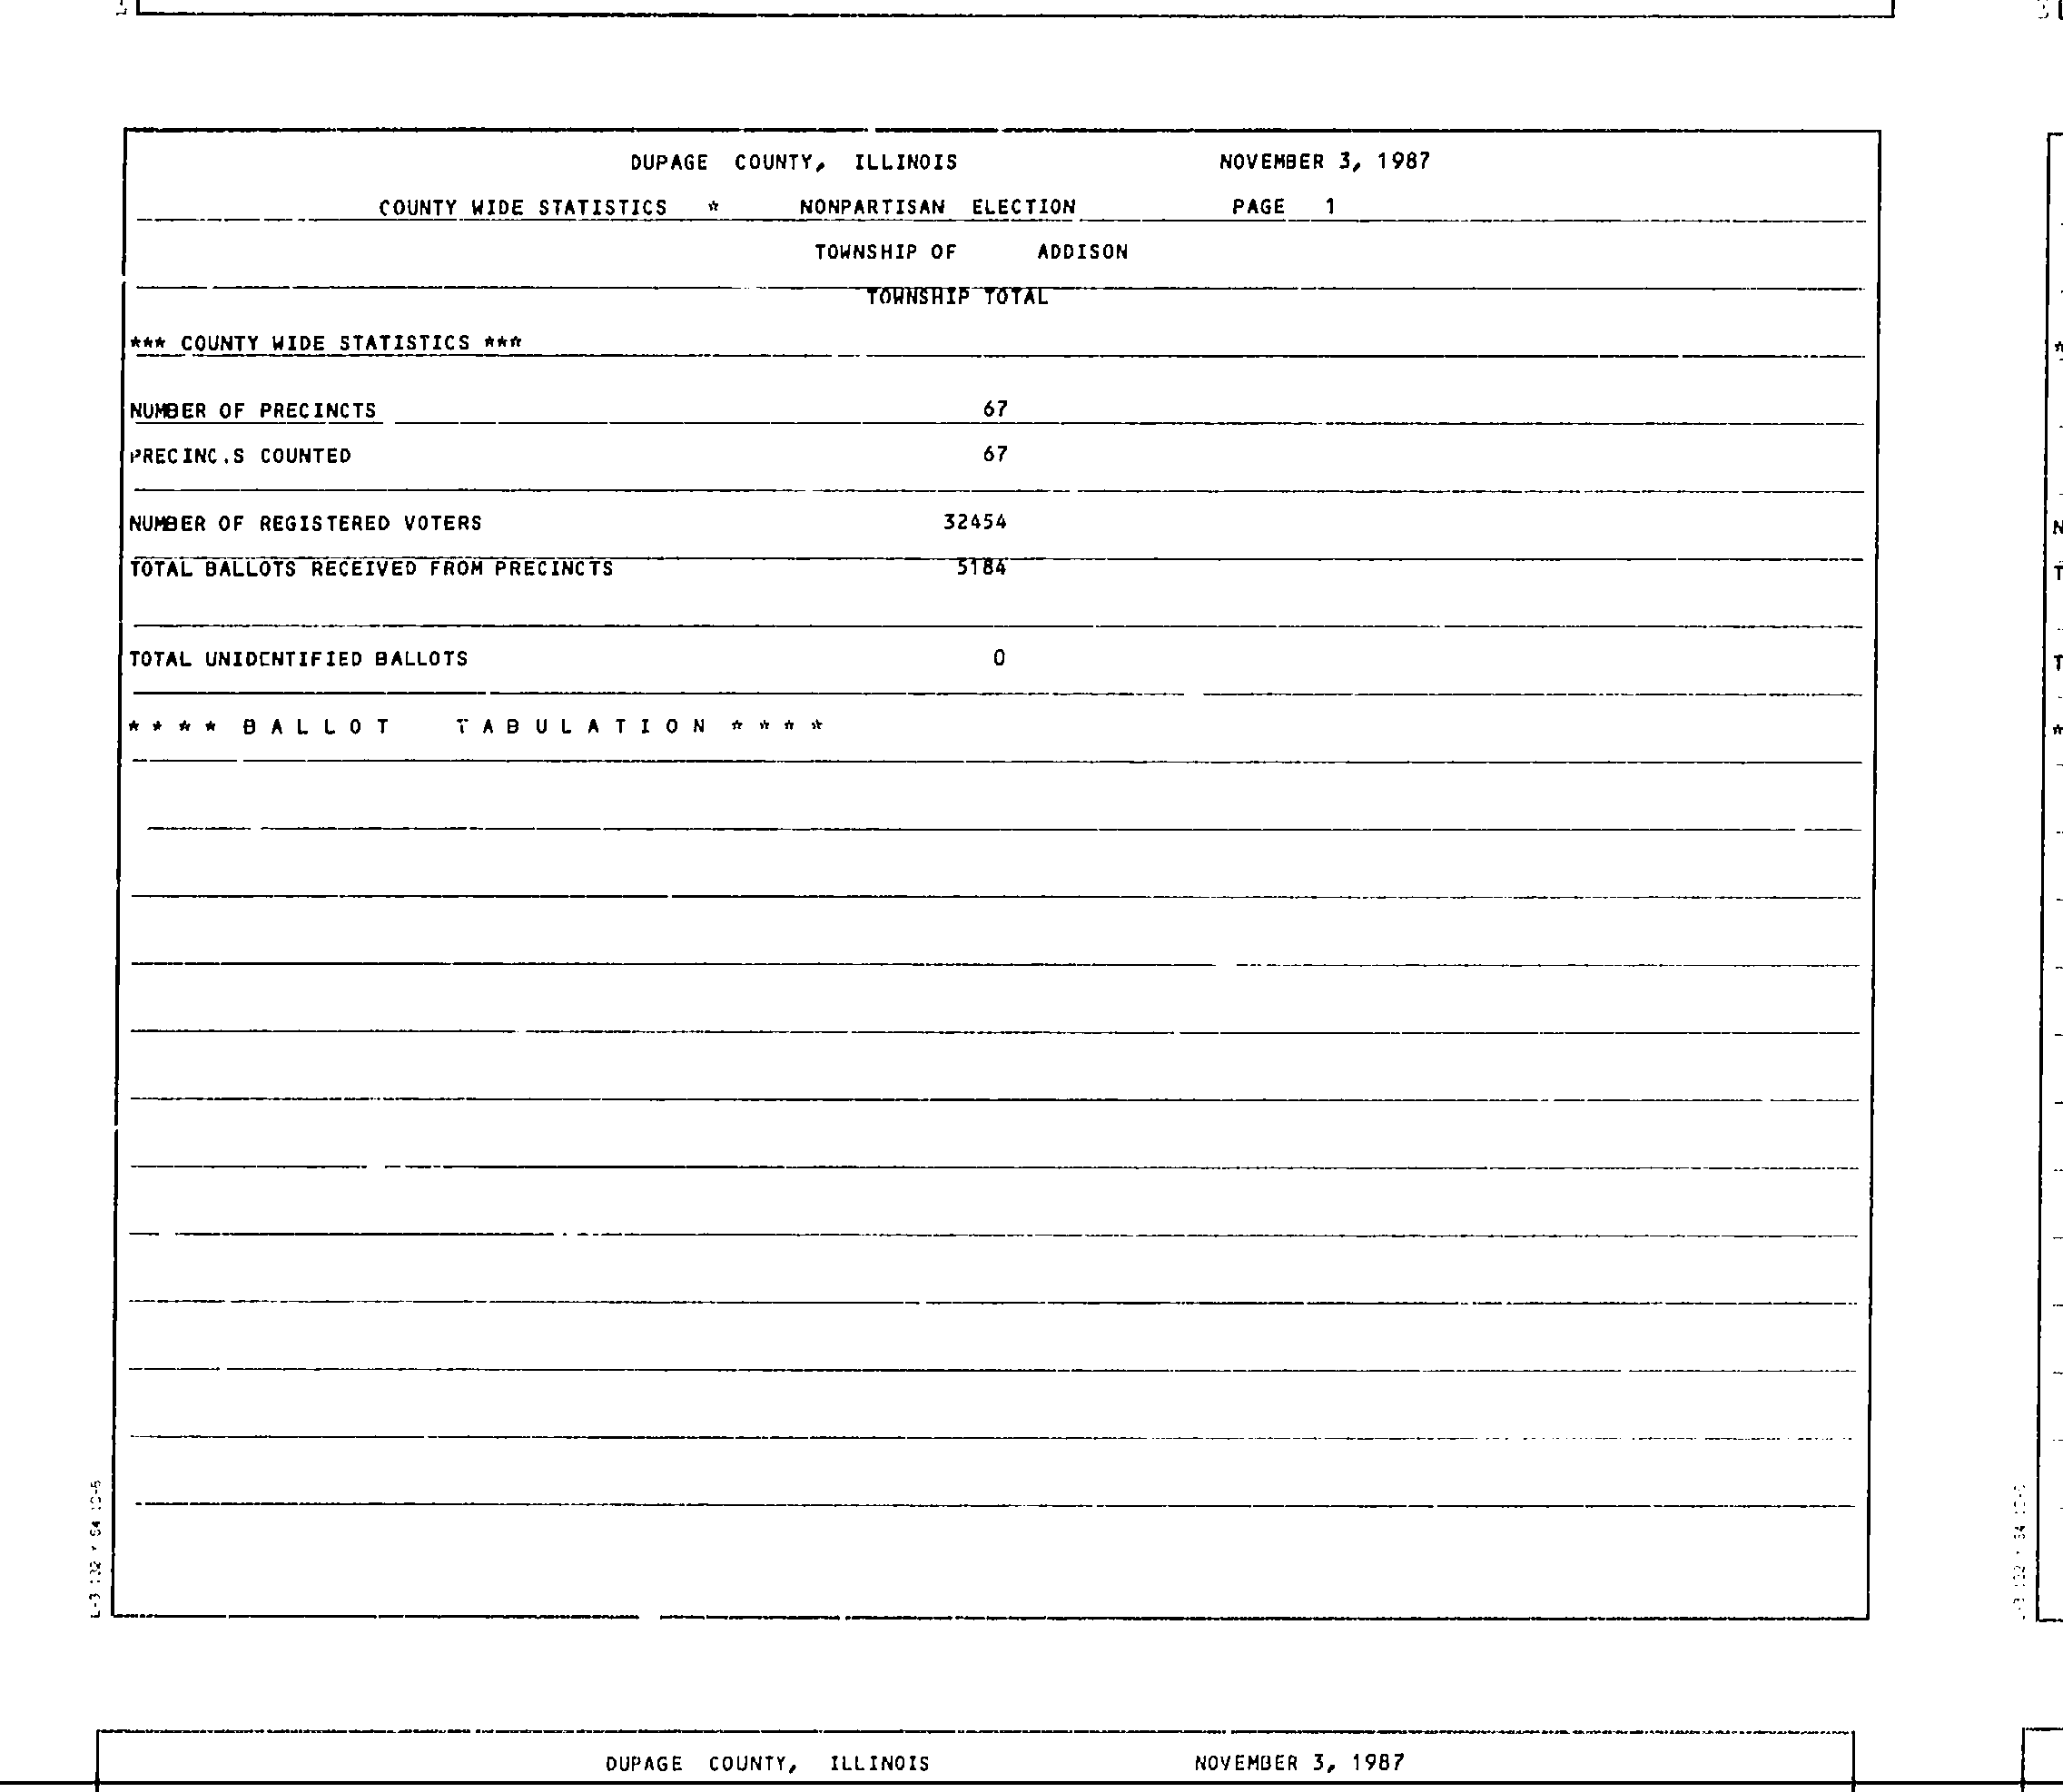 DUPAGE COUNTY, ILLINOIS NOVEMBER 3, 1987
COUNTY WIDE STATISTICS * NONPARTISAN ELECTION PAGE 1
TOWNSHIP OF ADDISON
TOWNSHIP TOTAL
*** COUNTY WIDE STATISTICS ***
NUMBER OF PRECINCTS 67
PRECINC.S COUNTED 67
NUMBER OF REGISTERED VOTERS 32454
TOTAL BALLOTS RECEIVED FROM PRECINCTS 5184
TOTAL UNIDENTIFIED BALLOTS 0
* * * * B A L L O T T A B U L A T I O N * * * *
DUPAGE COUNTY, ILLINOIS NOVEMBER 3, 1987